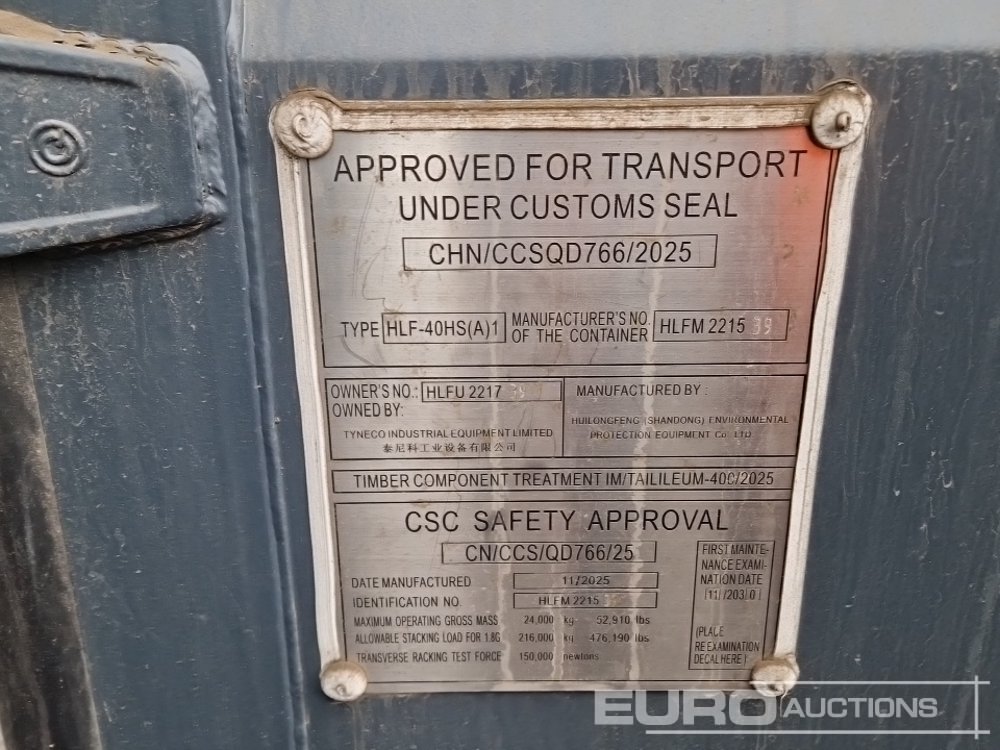 APPROVED FOR TRANSPORT
UNDER CUSTOMS SEAL
CHN/CCSQD766/2025
TYPE HLF-40HS(A)1 MANUFACTURER'S NO. OF THE CONTAINER HLFM 2215 39
OWNER'S NO.: HLFU 2217
OWNED BY:
TYNECO INDUSTRIAL EQUIPMENT LIMITED
泰尼科工业设备有限公司
MANUFACTURED BY :
HUILONGFENG (SHANDONG) ENVIRONMENTAL
PROTECTION EQUIPMENT Co. LTD
TIMBER COMPONENT TREATMENT IM/TAILILEUM-400/2025
CSC SAFETY APPROVAL
CN/CCS/QD766/25
DATE MANUFACTURED 11/2025
IDENTIFICATION NO. HLFM 2215
MAXIMUM OPERATING GROSS MASS 24,000 kg- 52,910 lbs
ALLOWABLE STACKING LOAD FOR 1.8G 216,000 kg 476,190 lbs
TRANSVERSE RACKING TEST FORCE 150,000 newtons
FIRST MAINTE-
NANCE EXAMI-
NATION DATE
11/2030
(PLACE
RE EXAMINATION
DECAL HERE)
EURO AUCTIONS